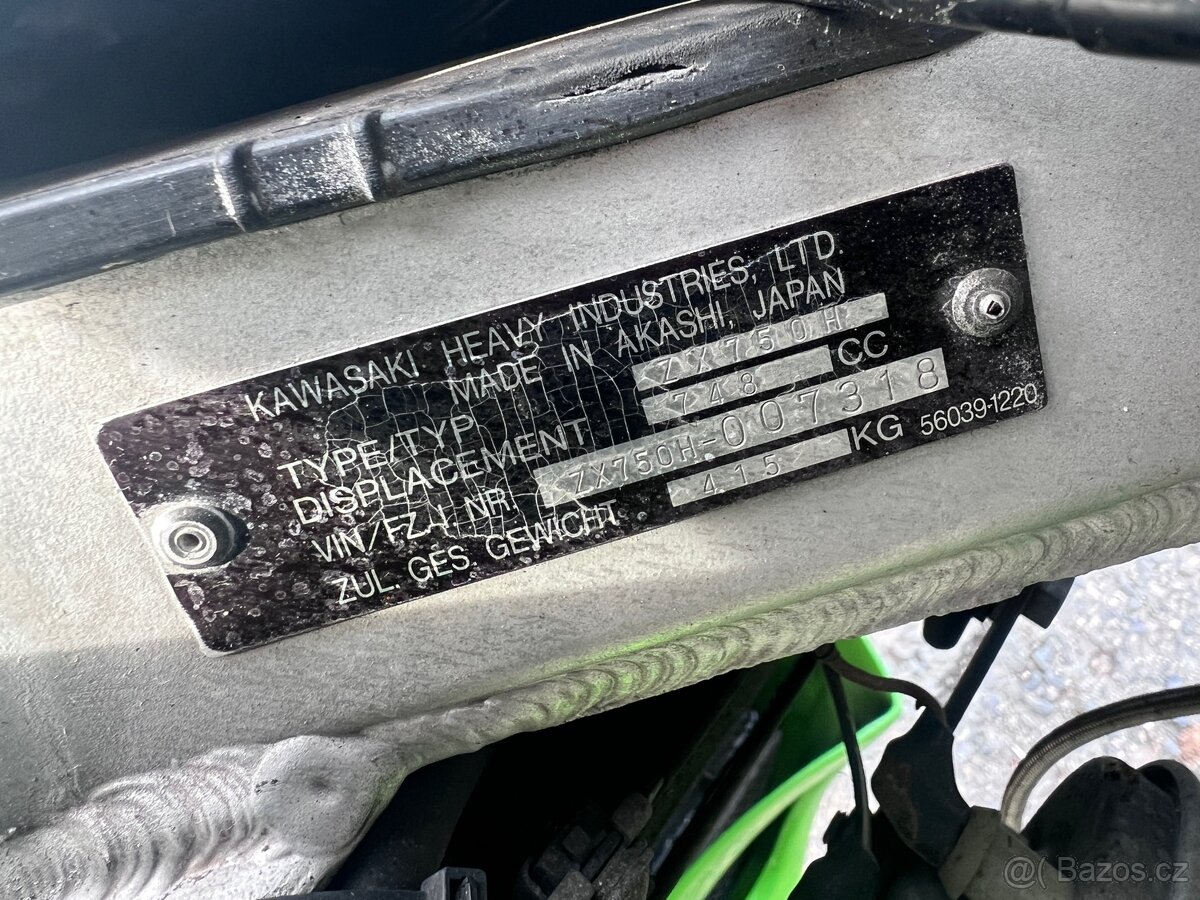 KAWASAKI HEAVY INDUSTRIES, LTD.
MADE IN AKASHI, JAPAN
TYPE/TYP ZX750H
DISPLACEMENT 748 CC
VIN/FZ-I. NR. ZX750H-007318
ZUL. GES. GEWICHT 415 KG 56039-1220
@( Bazos.cz